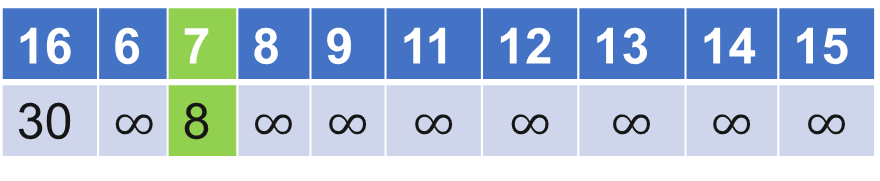 16 6 7 8 9 11 12 13 14 15
30 ∞ 8 ∞ ∞ ∞ ∞ ∞ ∞ ∞